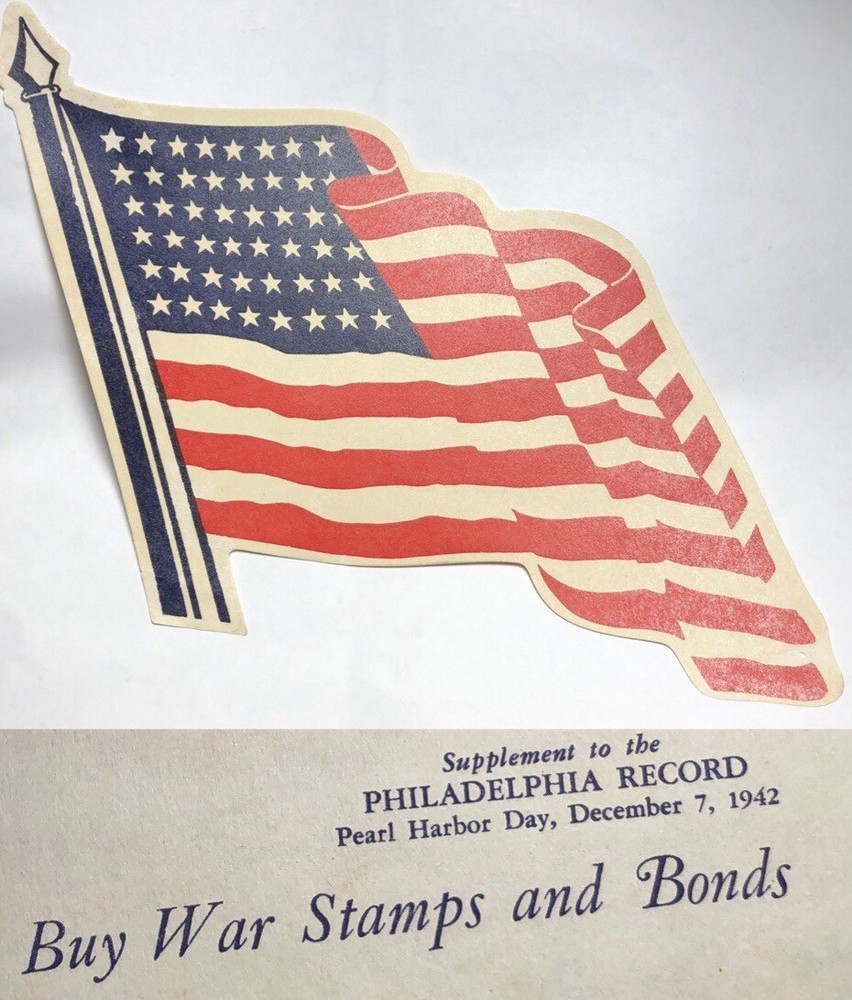 Supplement to the
PHILADELPHIA RECORD
Pearl Harbor Day, December 7, 1942
Buy War Stamps and Bonds